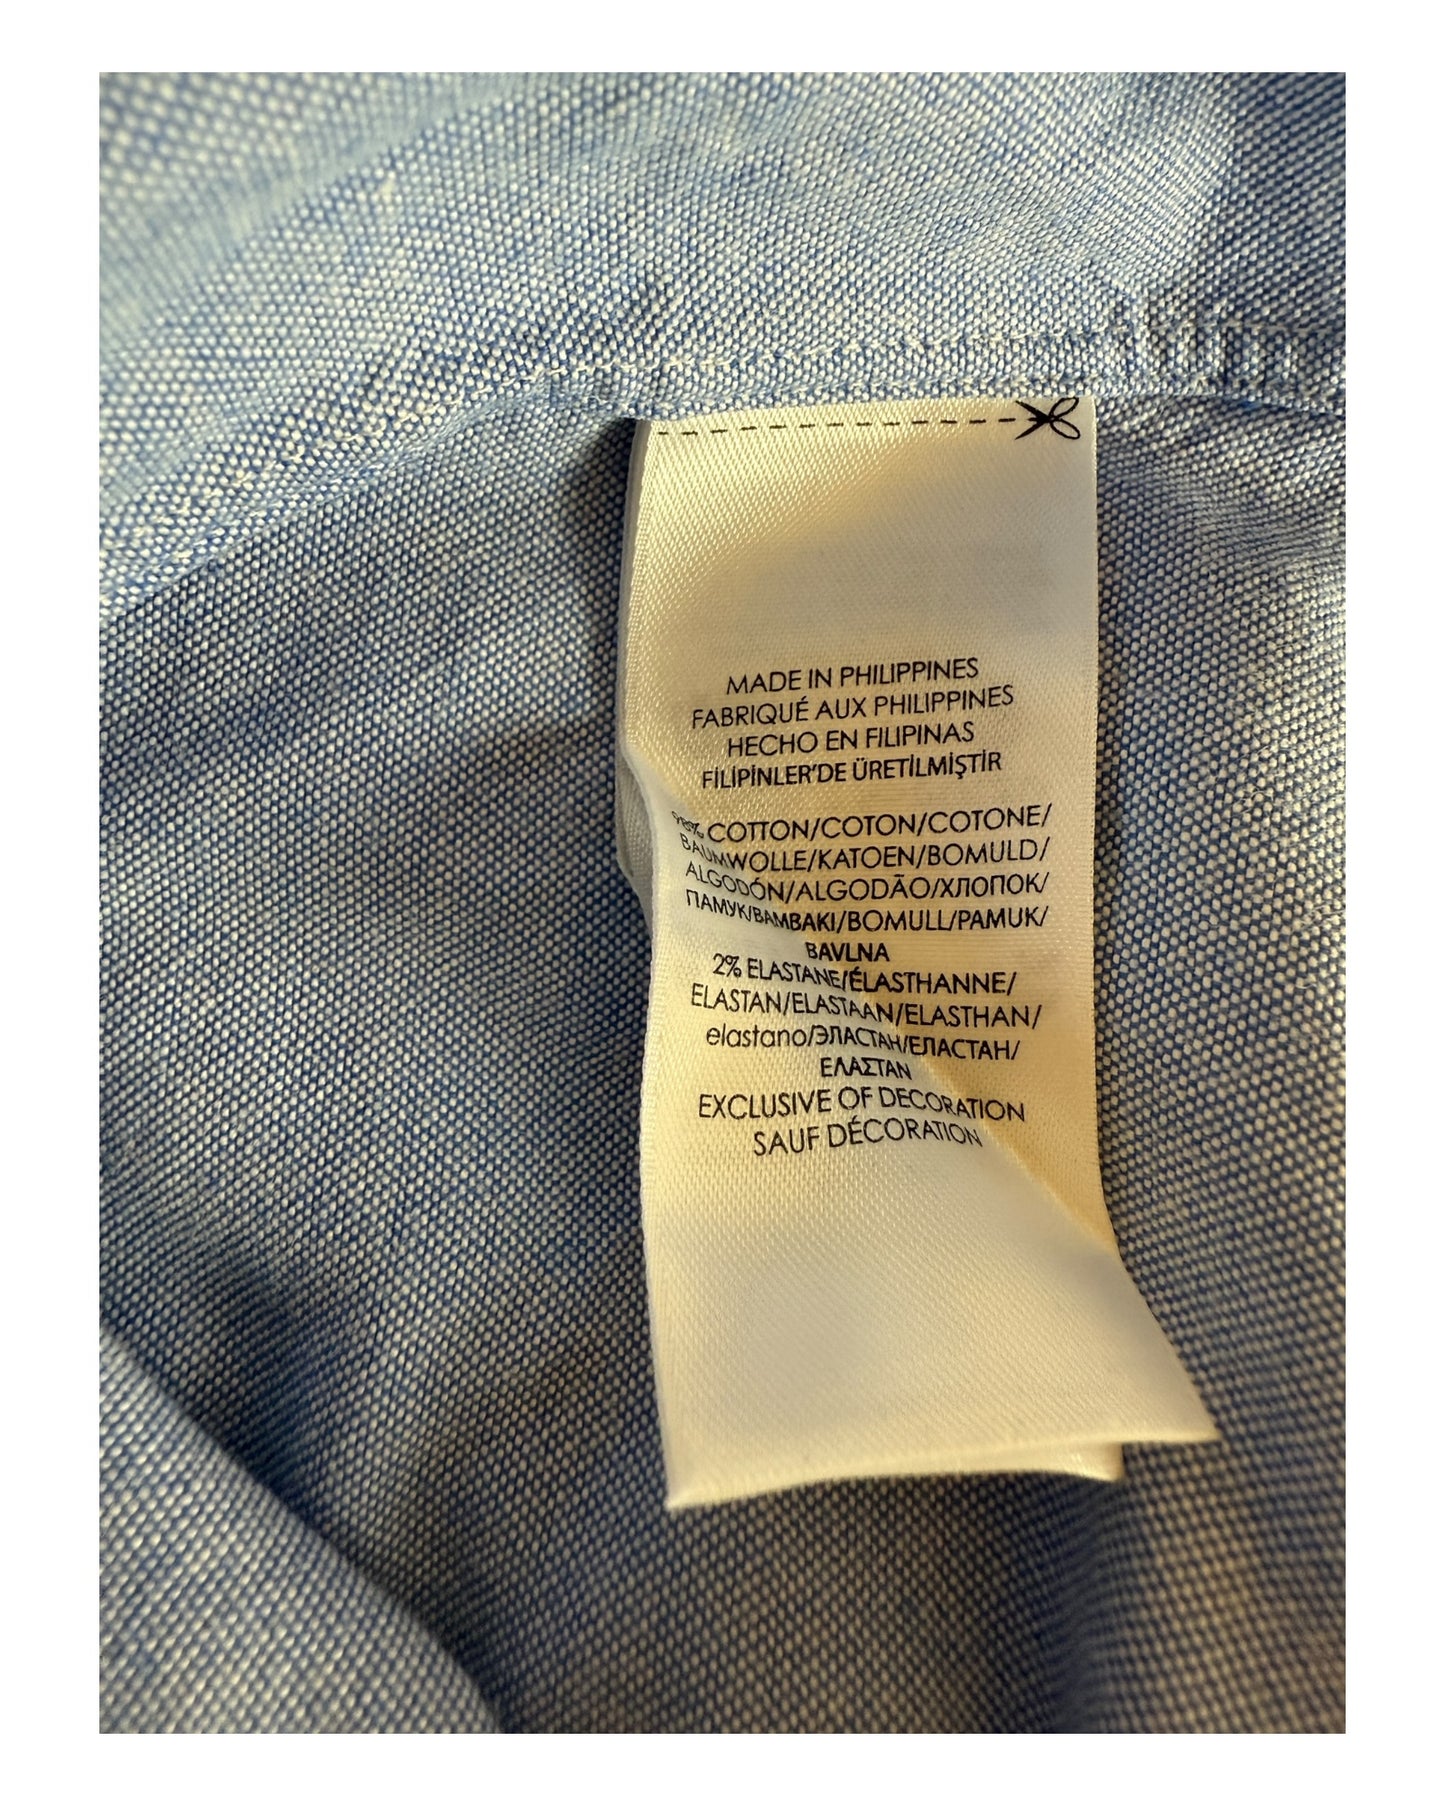 MADE IN PHILIPPINES
FABRIQUÉ AUX PHILIPPINES
HECHO EN FILIPINAS
FİLİPİNLER'DE ÜRETİLMİŞTİR
98% COTTON/COTON/COTONE/
BAUMWOLLE/KATOEN/BOMULD/
ALGODÓN/ALGODÃO/ХЛОПОК/
ПАМУК/BAMBAKI/BOMULL/PAMUK/
BAVLNA
2% ELASTANE/ÉLASTHANNE/
ELASTAN/ELASTAAN/ELASTHAN/
elastano/ЭЛАСТАН/ЕЛАСТАН/
ΕΛΑΣΤΑΝ
EXCLUSIVE OF DECORATION
SAUF DÉCORATION